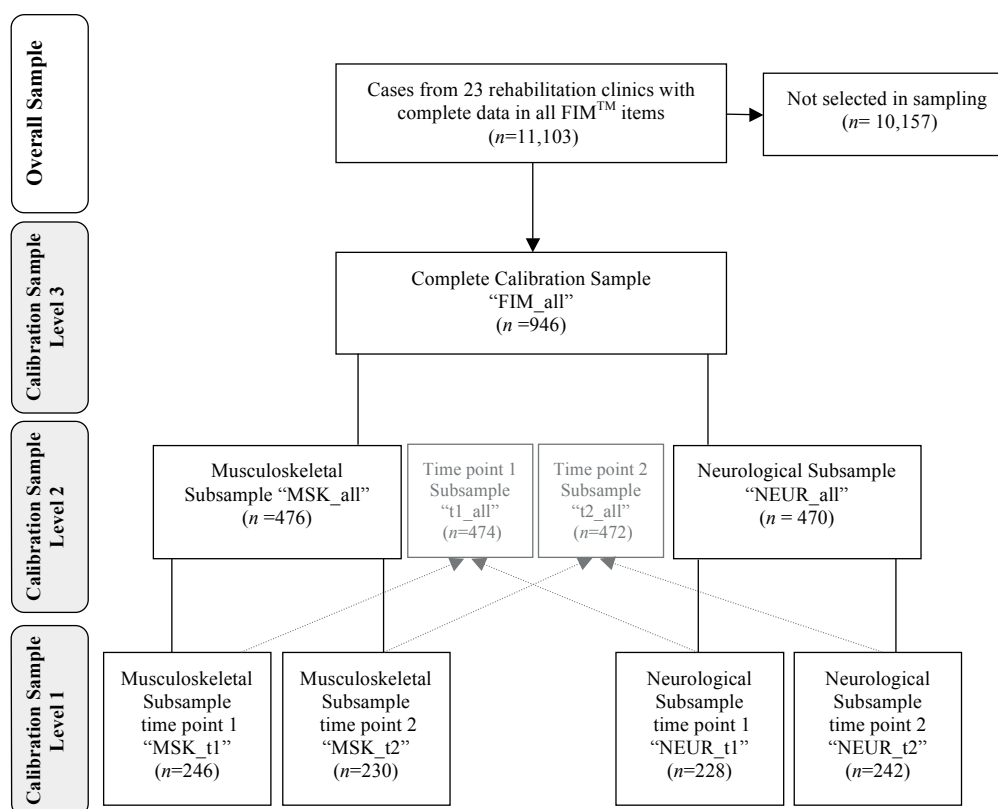 Overall Sample
Cases from 23 rehabilitation clinics with
complete data in all FIM™ items
(n=11,103)
Not selected in sampling
(n= 10,157)
Calibration Sample
Level 3
Complete Calibration Sample
“FIM_all”
(n =946)
Calibration Sample
Level 2
Musculoskeletal
Subsample “MSK_all”
(n =476)
Time point 1
Subsample
“t1_all”
(n=474)
Time point 2
Subsample
“t2_all”
(n=472)
Neurological Subsample
“NEUR_all”
(n = 470)
Calibration Sample
Level 1
Musculoskeletal
Subsample
time point 1
“MSK_t1”
(n=246)
Musculoskeletal
Subsample
time point 2
“MSK_t2”
(n=230)
Neurological
Subsample
time point 1
“NEUR_t1”
(n=228)
Neurological
Subsample
time point 2
“NEUR_t2”
(n=242)